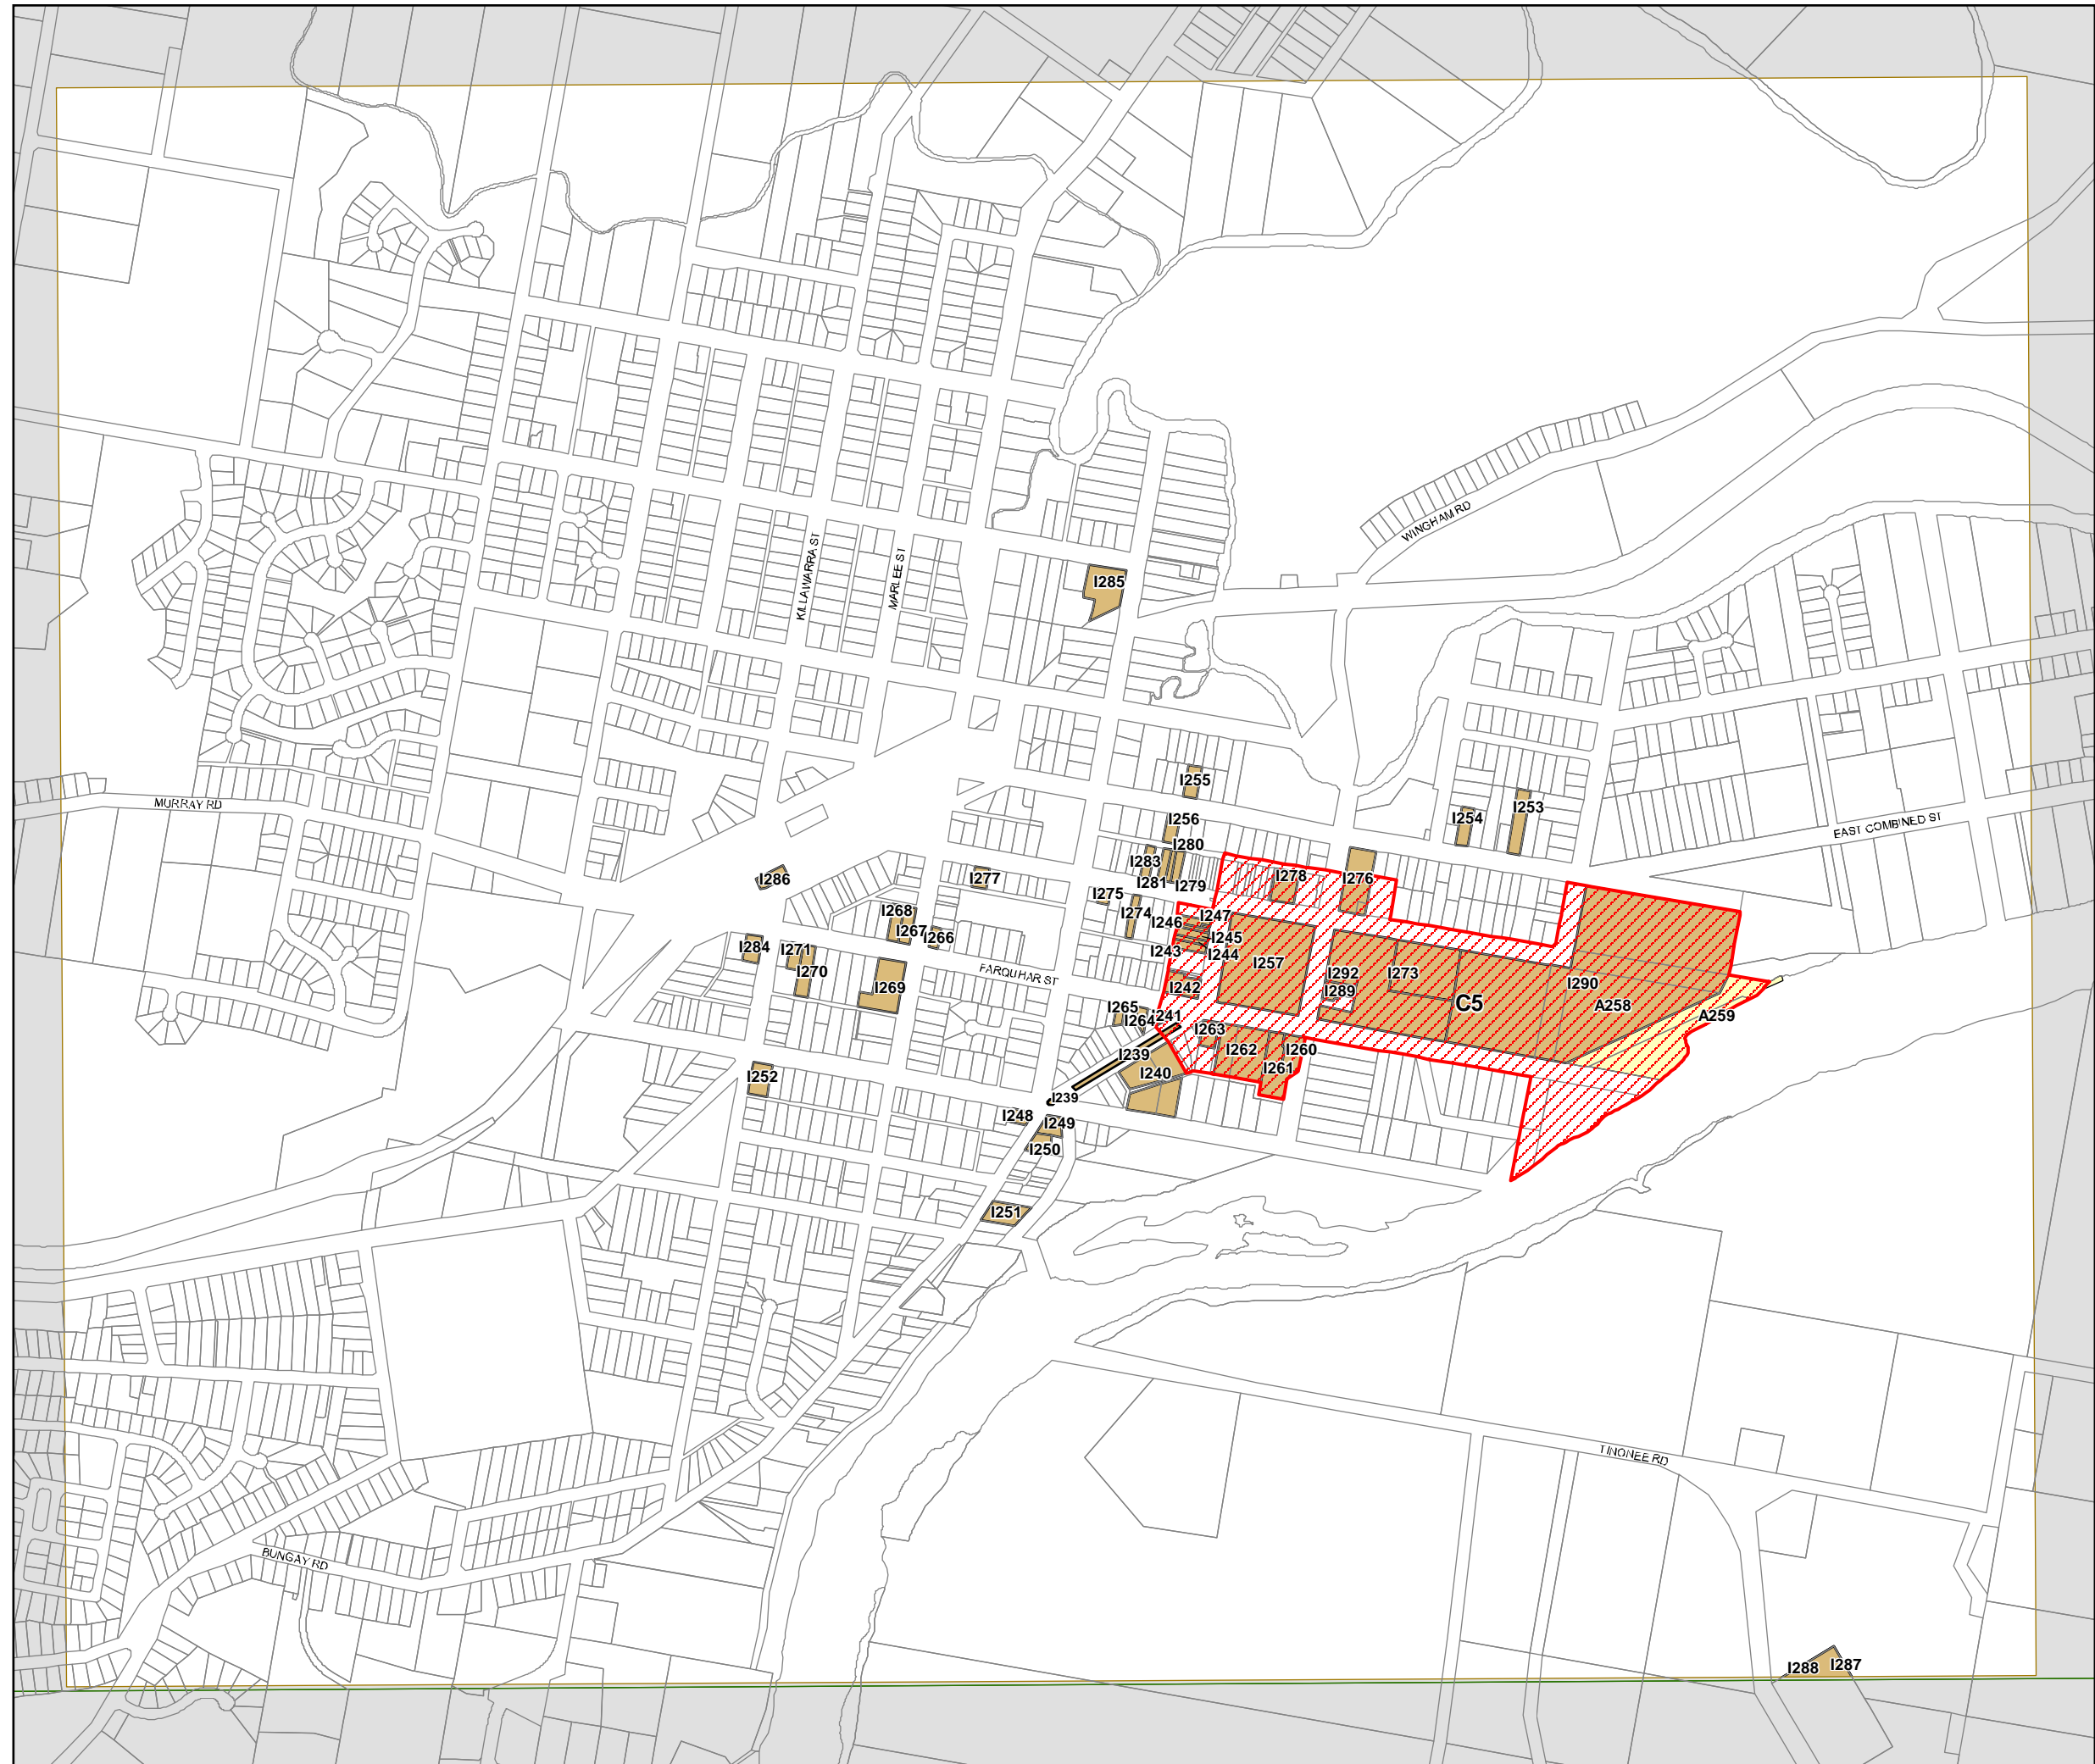 WINGHAM RD
KILLAWARRA ST
MARLEE ST
I285
I255
MURRAY RD
I253
I254
I256
EAST COMBINED ST
I280
I283
I286
I277
I281
I279
I278
I276
I275
I274
I268
I246
I247
I267
I266
I245
I284
I271
I243
I244
I257
I270
FARQUHAR ST
I292
I273
I290
I269
I242
I289
C5
A258
I265
I264
I241
A259
I263
I239
I262
I260
I261
I240
I252
I239
I248
I249
I250
I251
TINONEE RD
BUNGAY RD
I288
I287